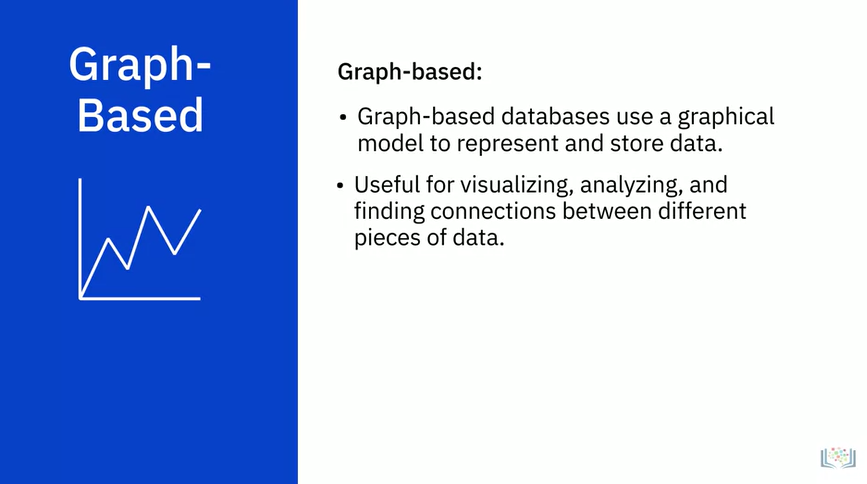 Graph-
Based
Graph-based:
• Graph-based databases use a graphical
model to represent and store data.
• Useful for visualizing, analyzing, and
finding connections between different
pieces of data.